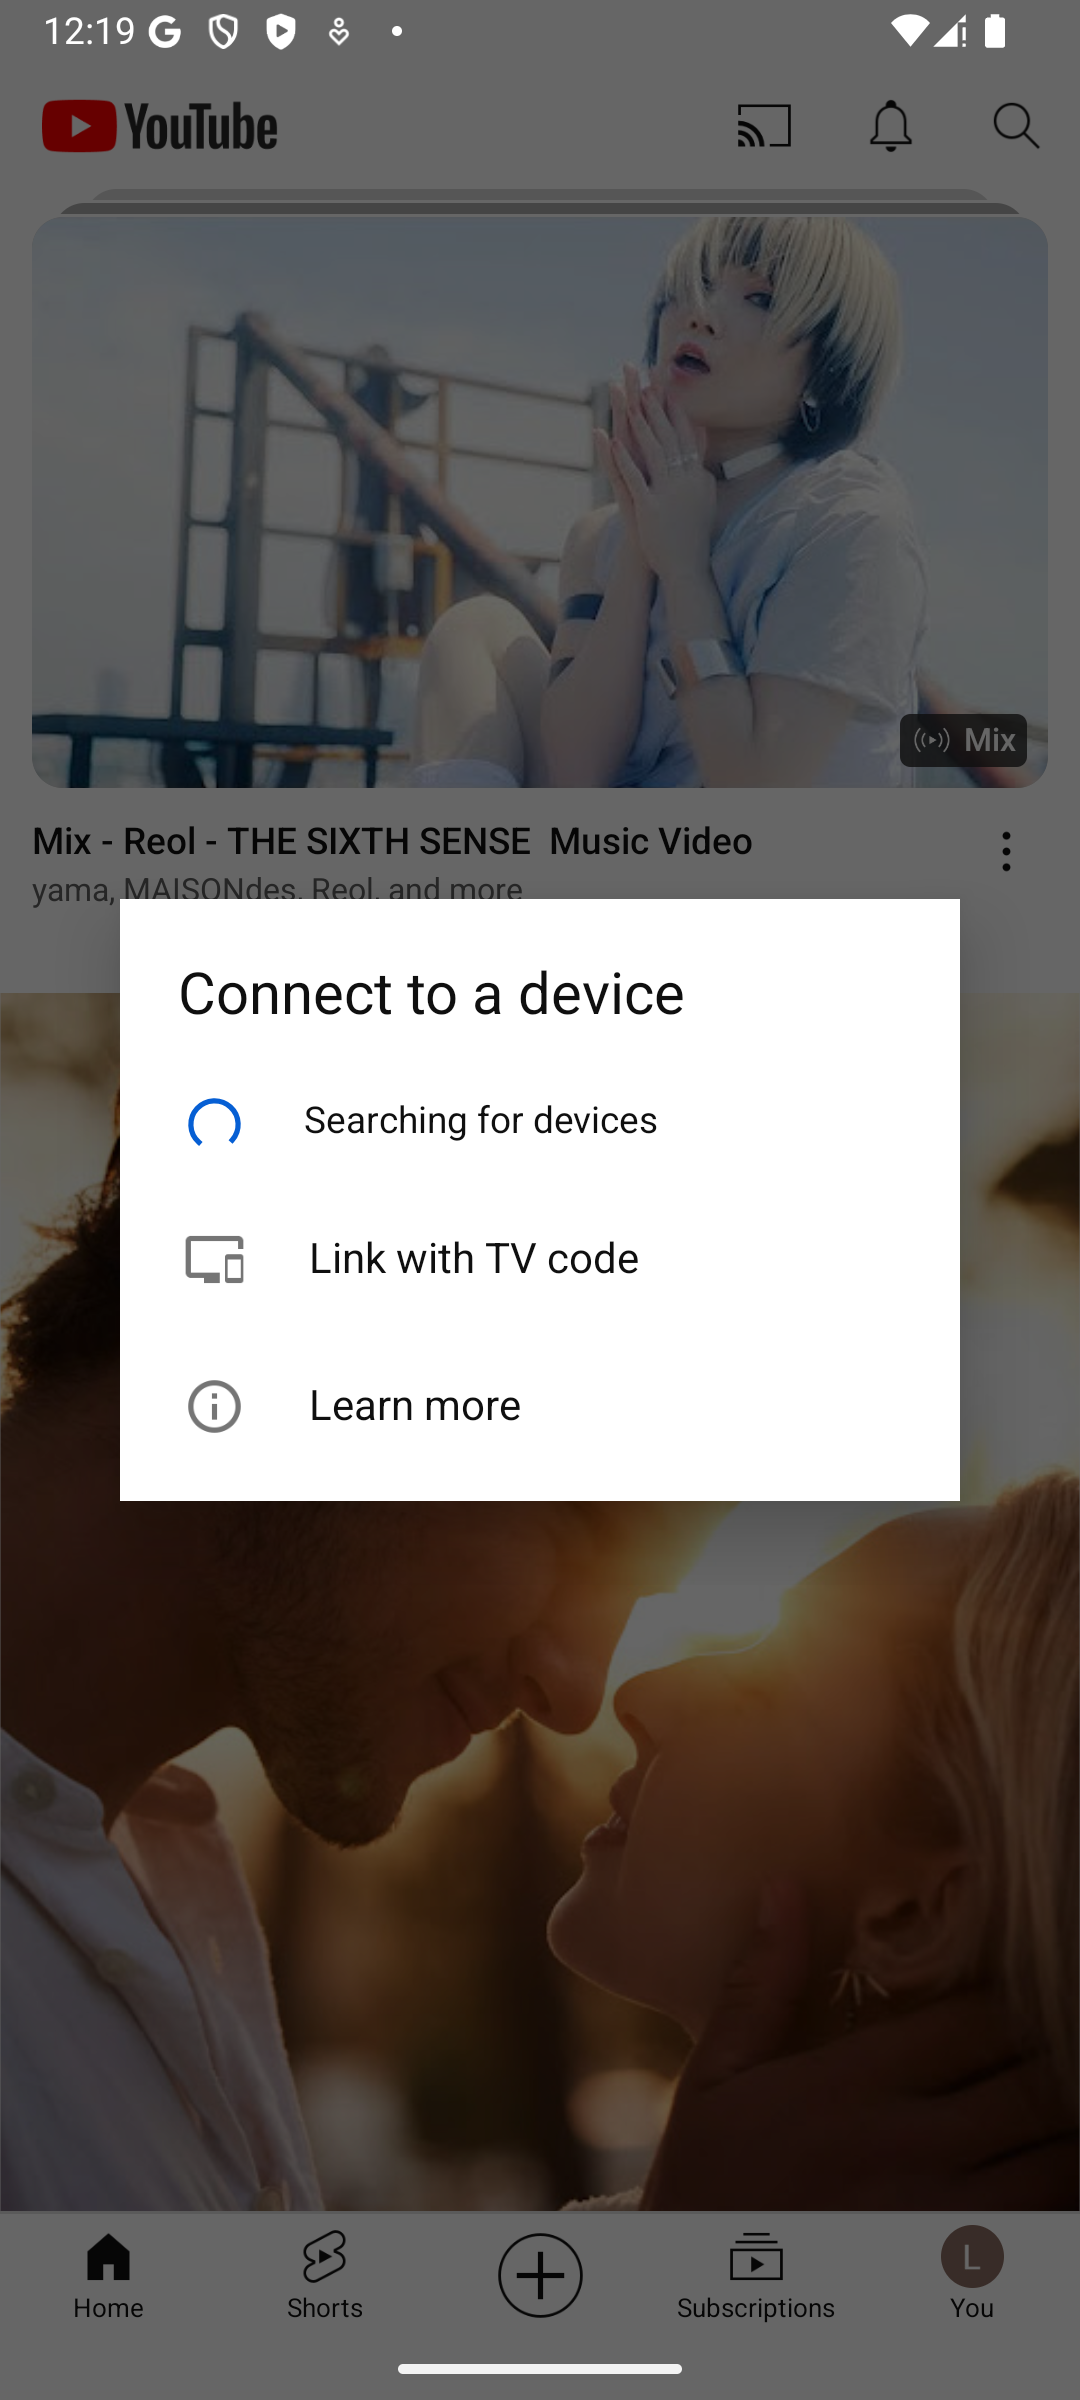 12:19
YouTube
Mix
Mix - Reol - THE SIXTH SENSE  Music Video
yama, MAISONdes, Reol, and more
Connect to a device
Searching for devices
Link with TV code
Learn more
L
Home
Shorts
Subscriptions
You